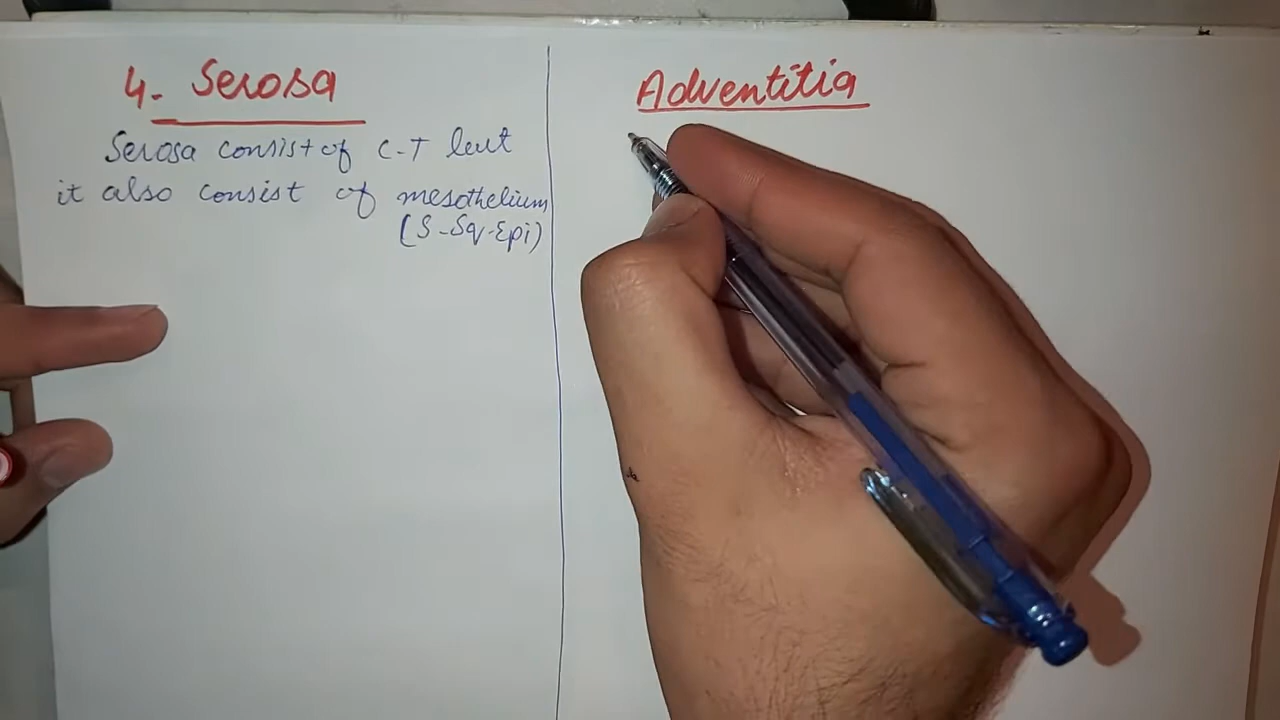 4. Serosa
Serosa consist of C-T but
it also consist of mesothelium
(S-Sq-Epi)
Adventitia